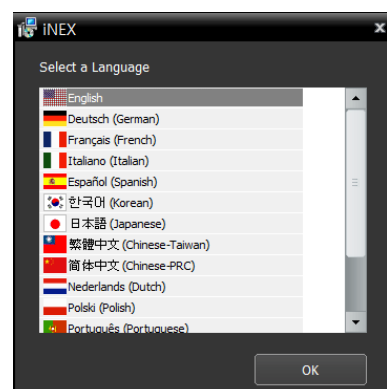 iNEX
Select a Language
English
Deutsch (German)
Français (French)
Italiano (Italian)
Español (Spanish)
한국어 (Korean)
日本語 (Japanese)
繁體中文 (Chinese-Taiwan)
简体中文 (Chinese-PRC)
Nederlands (Dutch)
Polski (Polish)
Português (Portuguese)
OK